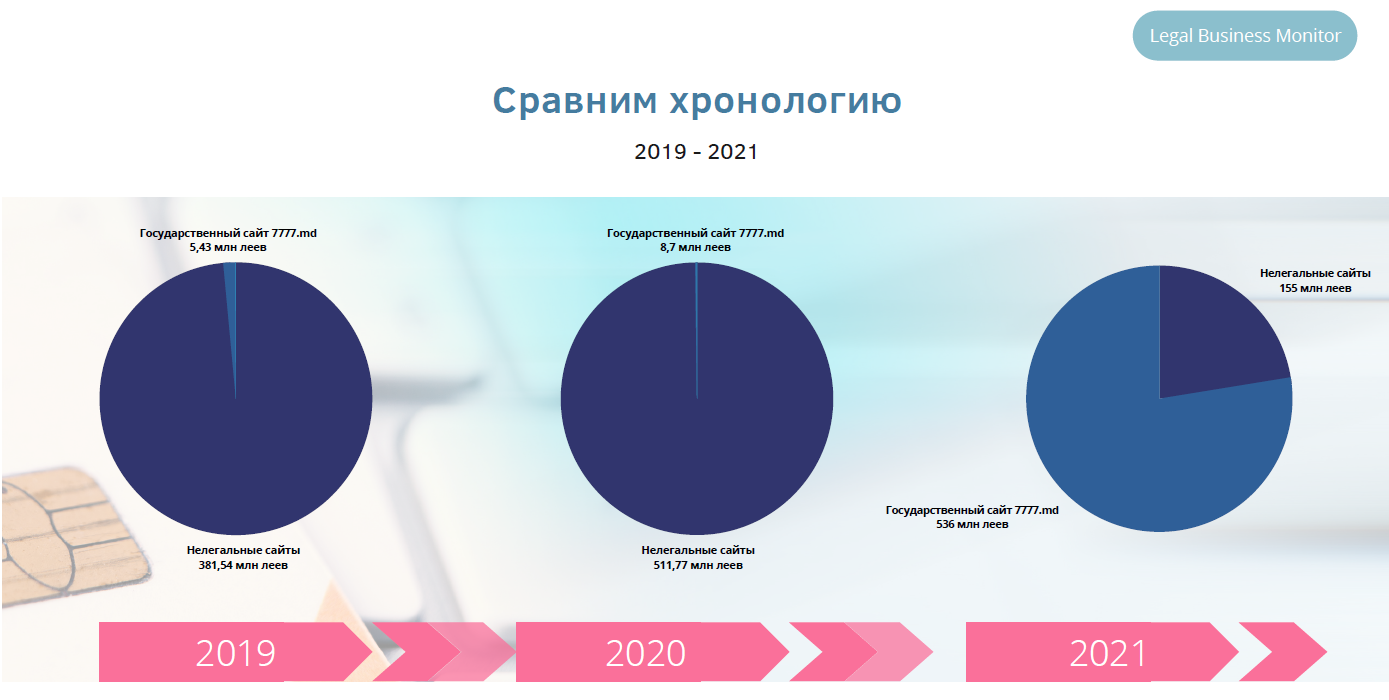 Legal Business Monitor
Сравним хронологию
2019 - 2021
Государственный сайт 7777.md
5,43 млн леев
Нелегальные сайты
381,54 млн леев
Государственный сайт 7777.md
8,7 млн леев
Нелегальные сайты
511,77 млн леев
Нелегальные сайты
155 млн леев
Государственный сайт 7777.md
536 млн леев
2019
2020
2021